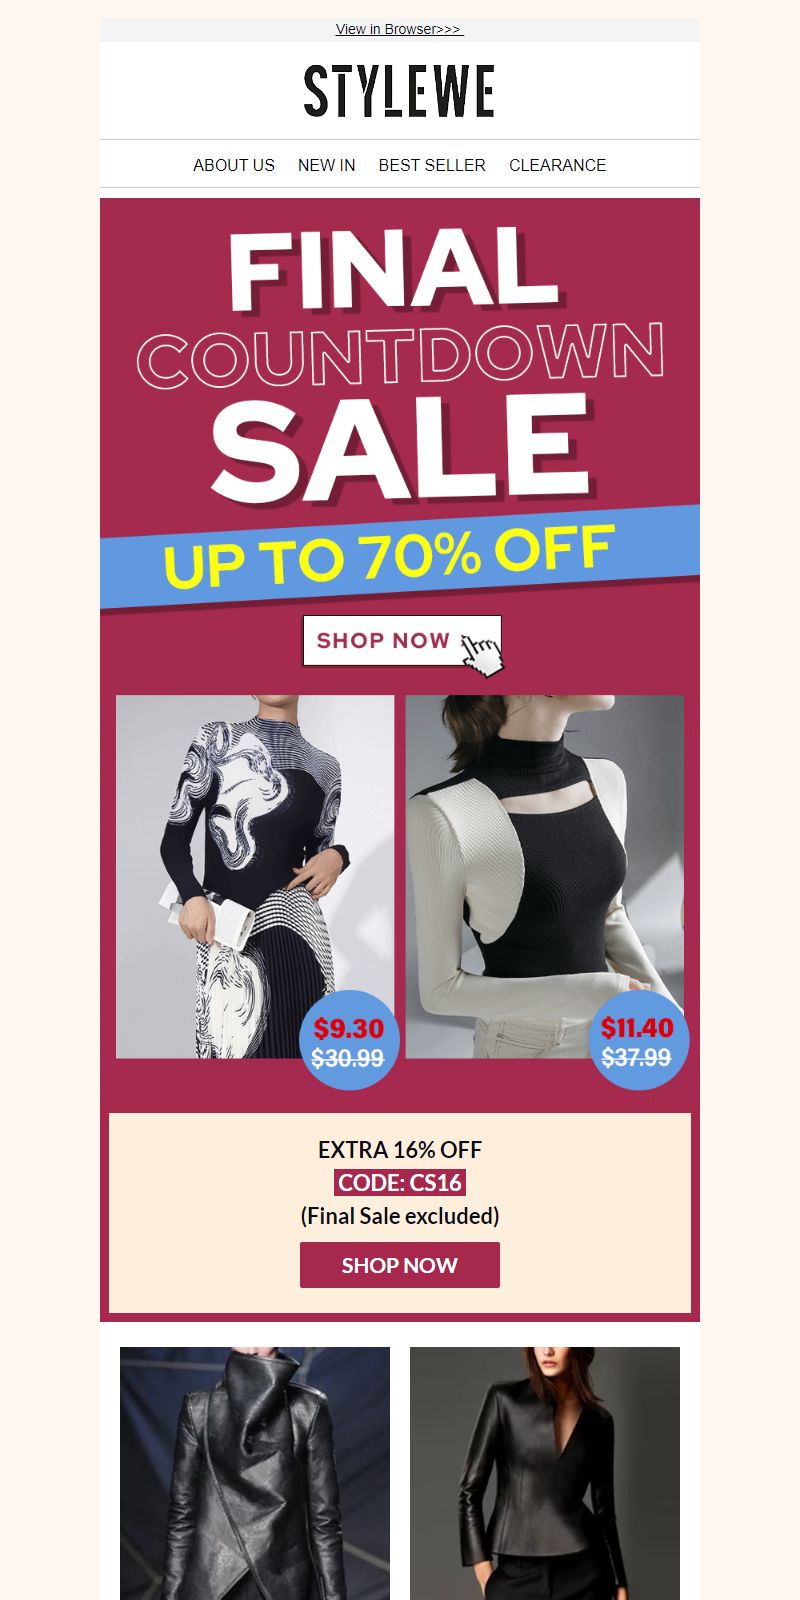 View in Browser>>>
STYLEWE
ABOUT US NEW IN BEST SELLER CLEARANCE
FINAL
COUNTDOWN
SALE
UP TO 70% OFF
SHOP NOW
$9.30
$30.99
$11.40
$37.99
EXTRA 16% OFF
CODE: CS16
(Final Sale excluded)
SHOP NOW